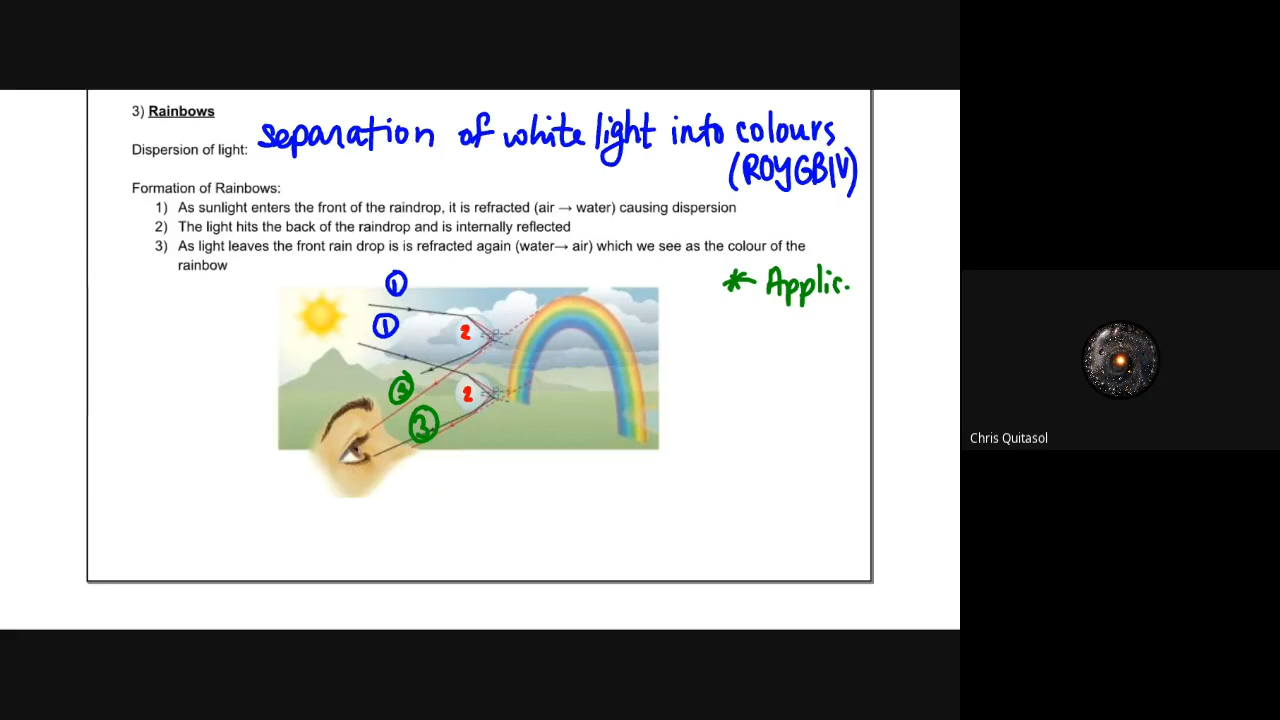 3) Rainbows
separation of white light into colours
Dispersion of light:
(ROYGBIV)
Formation of Rainbows:
1) As sunlight enters the front of the raindrop, it is refracted (air → water) causing dispersion
2) The light hits the back of the raindrop and is internally reflected
3) As light leaves the front rain drop is is refracted again (water→ air) which we see as the colour of the
rainbow
* Applic.
1
1
2
2
3
Chris Quitasol